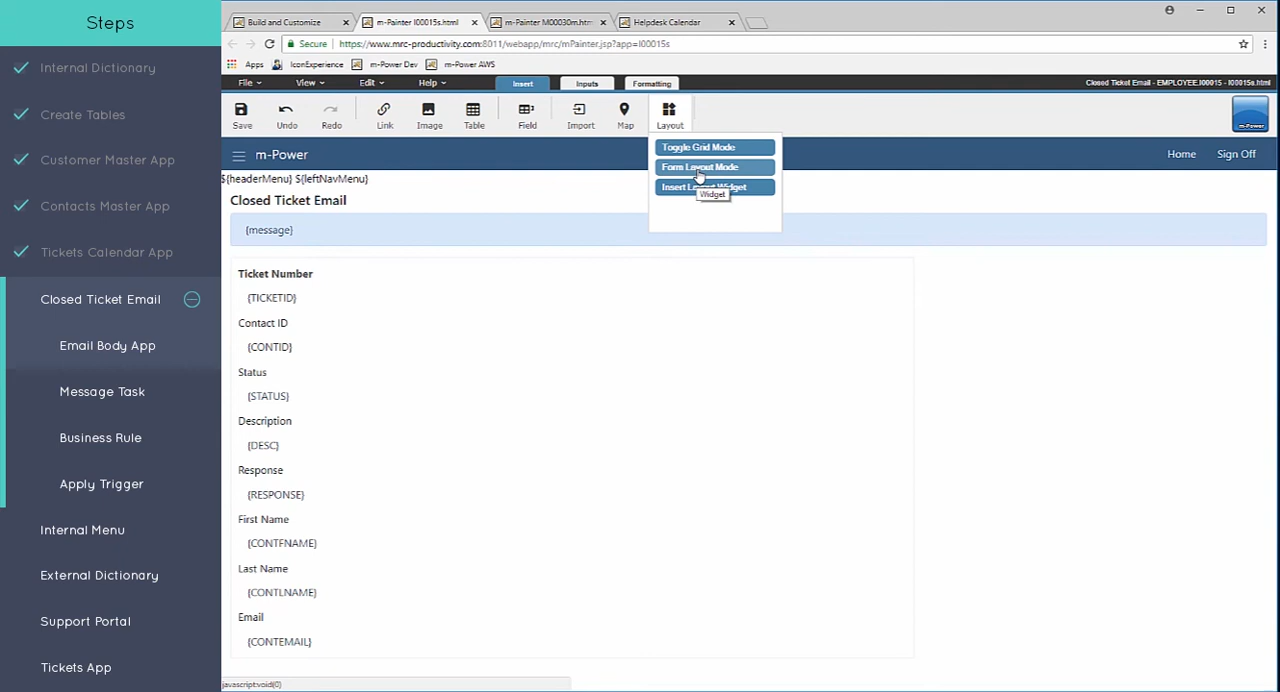 Steps
Internal Dictionary
Create Tables
Customer Master App
Contacts Master App
Tickets Calendar App
Closed Ticket Email
Email Body App
Message Task
Business Rule
Apply Trigger
Internal Menu
External Dictionary
Support Portal
Tickets App
Build and Customize
m-Painter I00015s.html
m-Painter M00030m.htm
Helpdesk Calendar
Secure
https://www.mrc-productivity.com:8011/webapp/mrc/mPainter.jsp?app=I00015s
Apps IconExperience m-Power Dev m-Power AWS
File View Edit Help Insert Inputs Formatting
Closed Ticket Email - EMPLOYEE.I00015 - I00015s.html
Save Undo Redo Link Image Table Field Import Map Layout
m-Power
Toggle Grid Mode
Form Layout Mode
Insert Layout Widget
Widget
m-Power
Home Sign Off
${headerMenu} ${leftNavMenu}
Closed Ticket Email
{message}
Ticket Number
{TICKETID}
Contact ID
{CONTID}
Status
{STATUS}
Description
{DESC}
Response
{RESPONSE}
First Name
{CONTFNAME}
Last Name
{CONTLNAME}
Email
{CONTEMAIL}
javascript:void(0)